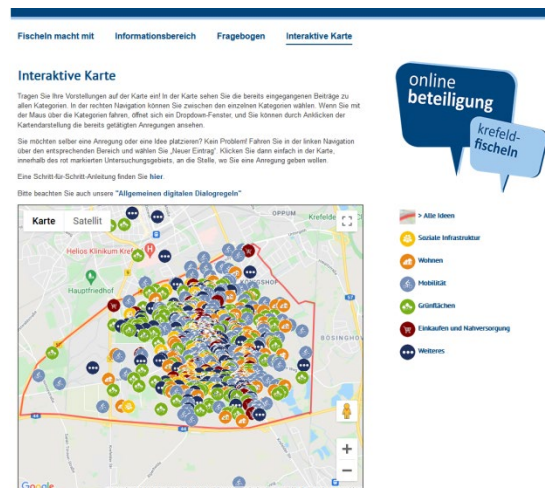 Fischeln macht mit Informationsbereich Fragebogen Interaktive Karte
Interaktive Karte
Tragen Sie Ihre Vorstellungen auf der Karte ein! In der Karte sehen Sie die bereits eingegangenen Beiträge zu
allen Kategorien. In der rechten Navigation können Sie zwischen den einzelnen Kategorien wählen. Wenn Sie mit
der Maus über die Kategorien fahren, öffnet sich ein Dropdown-Fenster, und Sie können durch Anklicken der
Kartendarstellung die bereits getätigten Anregungen ansehen.
Sie möchten selber eine Anregung oder eine Idee platzieren? Kein Problem! Fahren Sie in der linken Navigation
über den entsprechenden Bereich und wählen Sie „Neuer Eintrag". Klicken Sie dann einfach in der Karte,
innerhalb des rot markierten Untersuchungsgebiets, an die Stelle, wo Sie eine Anregung geben wollen.
Eine Schritt-für-Schritt-Anleitung finden Sie hier.
Bitte beachten Sie auch unsere "Allgemeinen digitalen Dialogregeln"
Karte Satellit
OPPUM
Krefelder
Helios Klinikum Kref
Hauptfriedhof
KÖNIGSHOF
BÖSINGHOV
57
44
44
Google
online
beteiligung
krefeld-
fischeln
> Alle Ideen
Soziale Infrastruktur
Wohnen
Mobilität
Grünflächen
Einkaufen und Nahversorgung
Weiteres